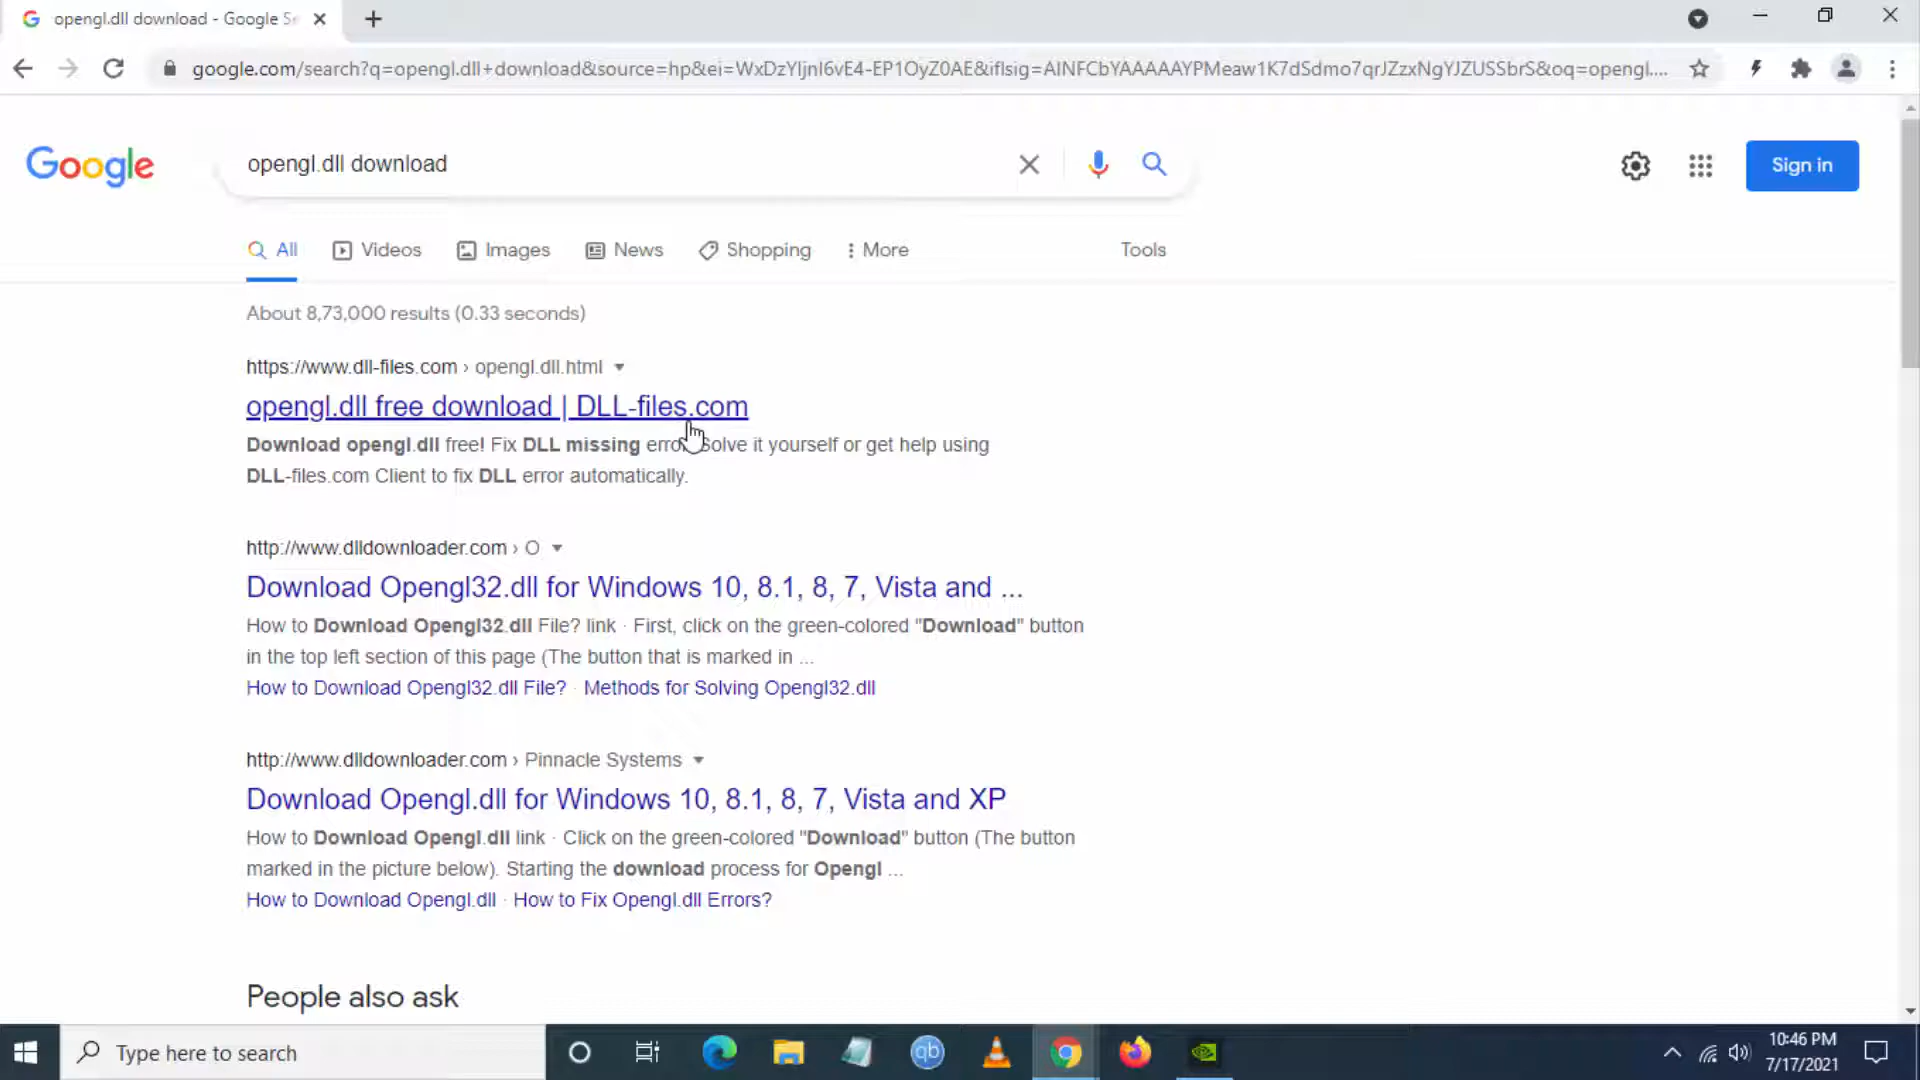 opengl.dll download - Google Se
google.com/search?q=opengl.dll+download&source=hp&ei=WxDzYIjnI6vE4-EP1OyZ0AE&iflsig=AINFCbYAAAAAYPMeaw1K7dSdmo7qrJZzxNgYJZUSSbrS&oq=opengl....
Google
opengl.dll download
Sign in
All
Videos
Images
News
Shopping
More
Tools
About 8,73,000 results (0.33 seconds)
https://www.dll-files.com › opengl.dll.html
opengl.dll free download | DLL-files.com
Download opengl.dll free! Fix DLL missing error. Solve it yourself or get help using
DLL-files.com Client to fix DLL error automatically.
http://www.dlldownloader.com › O
Download Opengl32.dll for Windows 10, 8.1, 8, 7, Vista and ...
How to Download Opengl32.dll File? link · First, click on the green-colored "Download" button
in the top left section of this page (The button that is marked in ...
How to Download Opengl32.dll File? · Methods for Solving Opengl32.dll
http://www.dlldownloader.com › Pinnacle Systems
Download Opengl.dll for Windows 10, 8.1, 8, 7, Vista and XP
How to Download Opengl.dll link · Click on the green-colored "Download" button (The button
marked in the picture below). Starting the download process for Opengl ...
How to Download Opengl.dll · How to Fix Opengl.dll Errors?
People also ask
Type here to search
qb
10:46 PM
7/17/2021